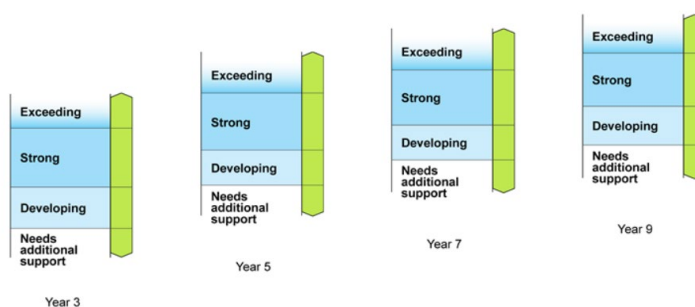 Exceeding
Strong
Developing
Needs
additional
support
Year 3
Exceeding
Strong
Developing
Needs
additional
support
Year 5
Exceeding
Strong
Developing
Needs
additional
support
Year 7
Exceeding
Strong
Developing
Needs
additional
support
Year 9